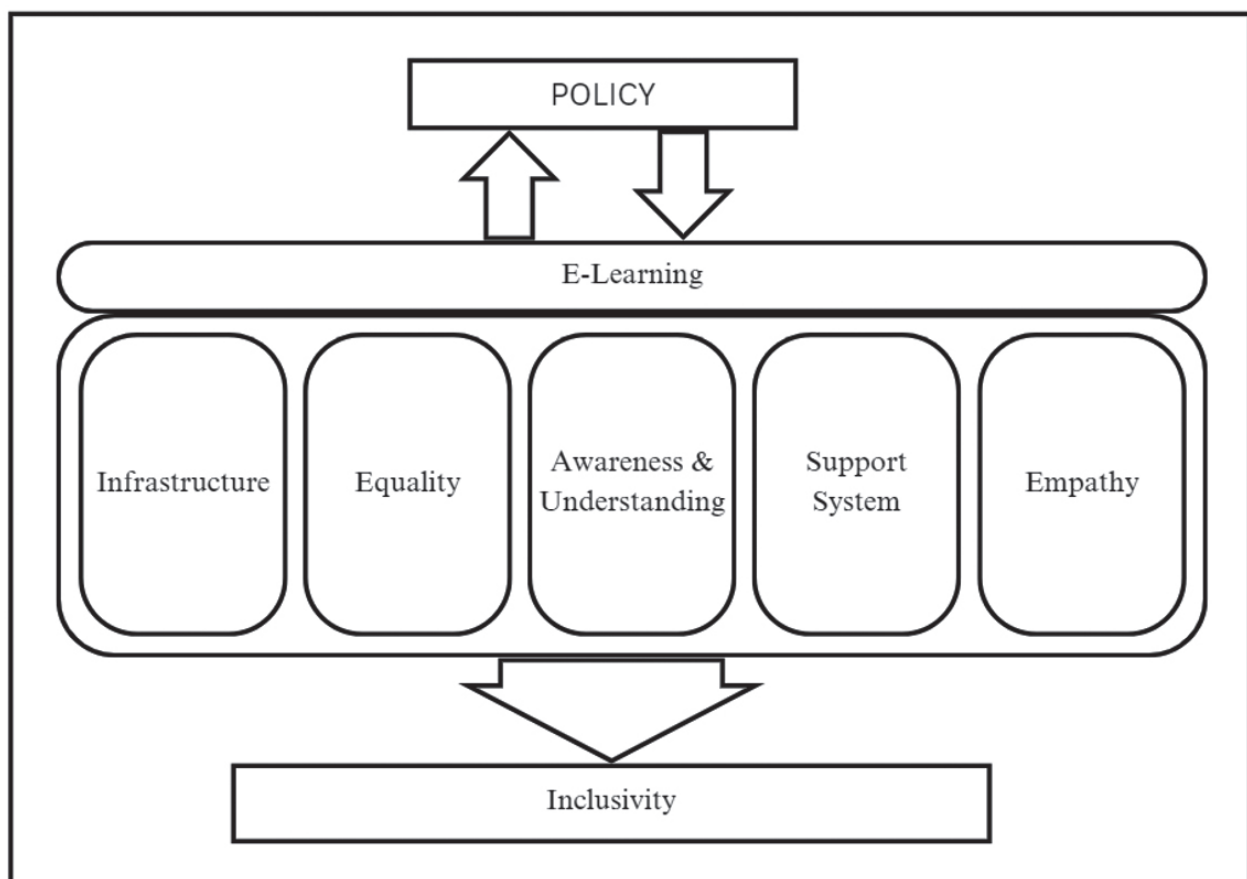 POLICY
E-Learning
Infrastructure
Equality
Awareness &
Understanding
Support
System
Empathy
Inclusivity